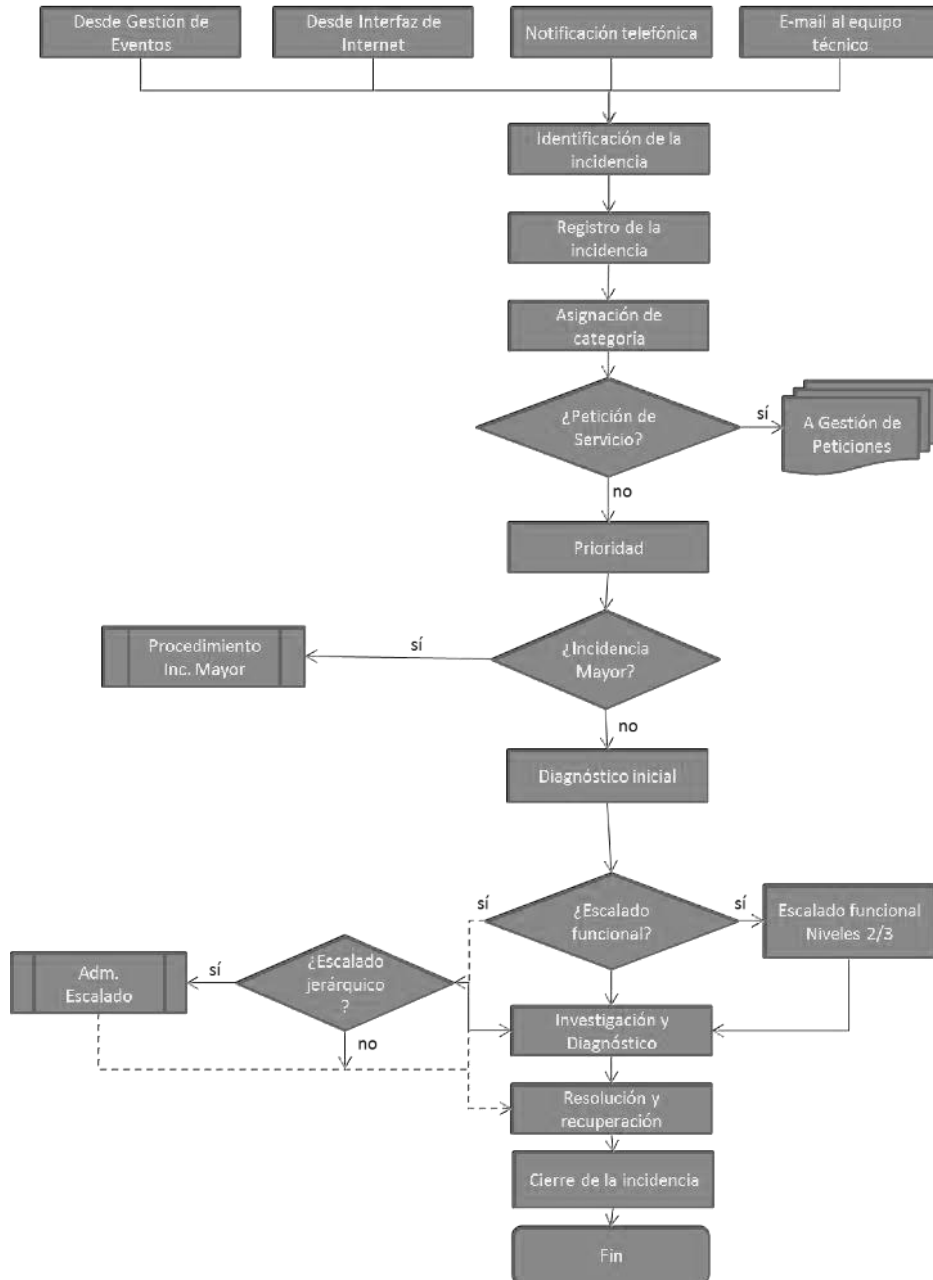 Desde Gestión de
Eventos
Desde Interfaz de
Internet
Notificación telefónica
E-mail al equipo
técnico
Identificación de la
incidencia
Registro de la
incidencia
Asignación de
categoría
¿Petición de
Servicio?
sí
A Gestión de
Peticiones
no
Prioridad
¿Incidencia
Mayor?
sí
Procedimiento
Inc. Mayor
no
Diagnóstico inicial
¿Escalado
funcional?
sí
sí
Escalado funcional
Niveles 2/3
¿Escalado
jerárquico
?
sí
Adm.
Escalado
no
Investigación y
Diagnóstico
Resolución y
recuperación
Cierre de la incidencia
Fin